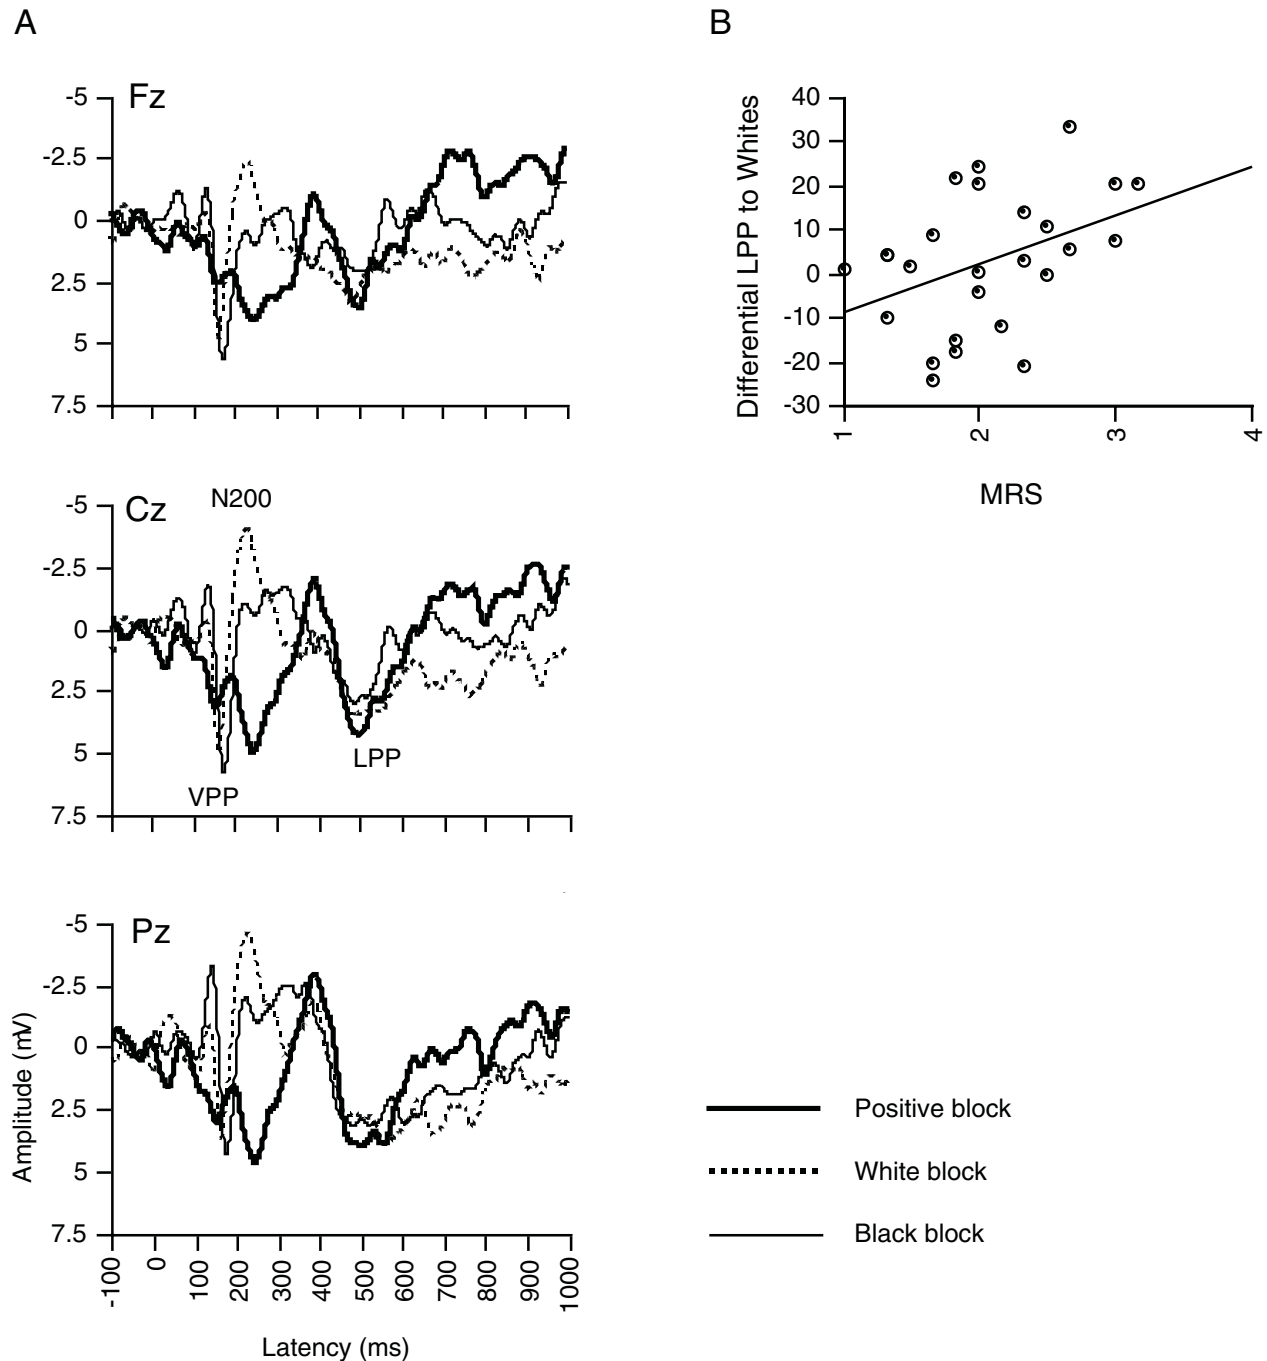 A
Fz
-5
-2.5
0
2.5
5
7.5
Cz
N200
-5
-2.5
0
2.5
5
7.5
VPP
LPP
Pz
-5
-2.5
0
2.5
5
7.5
Amplitude (mV)
-100 0 100 200 300 400 500 600 700 800 900 1000
Latency (ms)
B
Differential LPP to Whites
40
30
20
10
0
-10
-20
-30
1 2 3 4
MRS
Positive block
White block
Black block